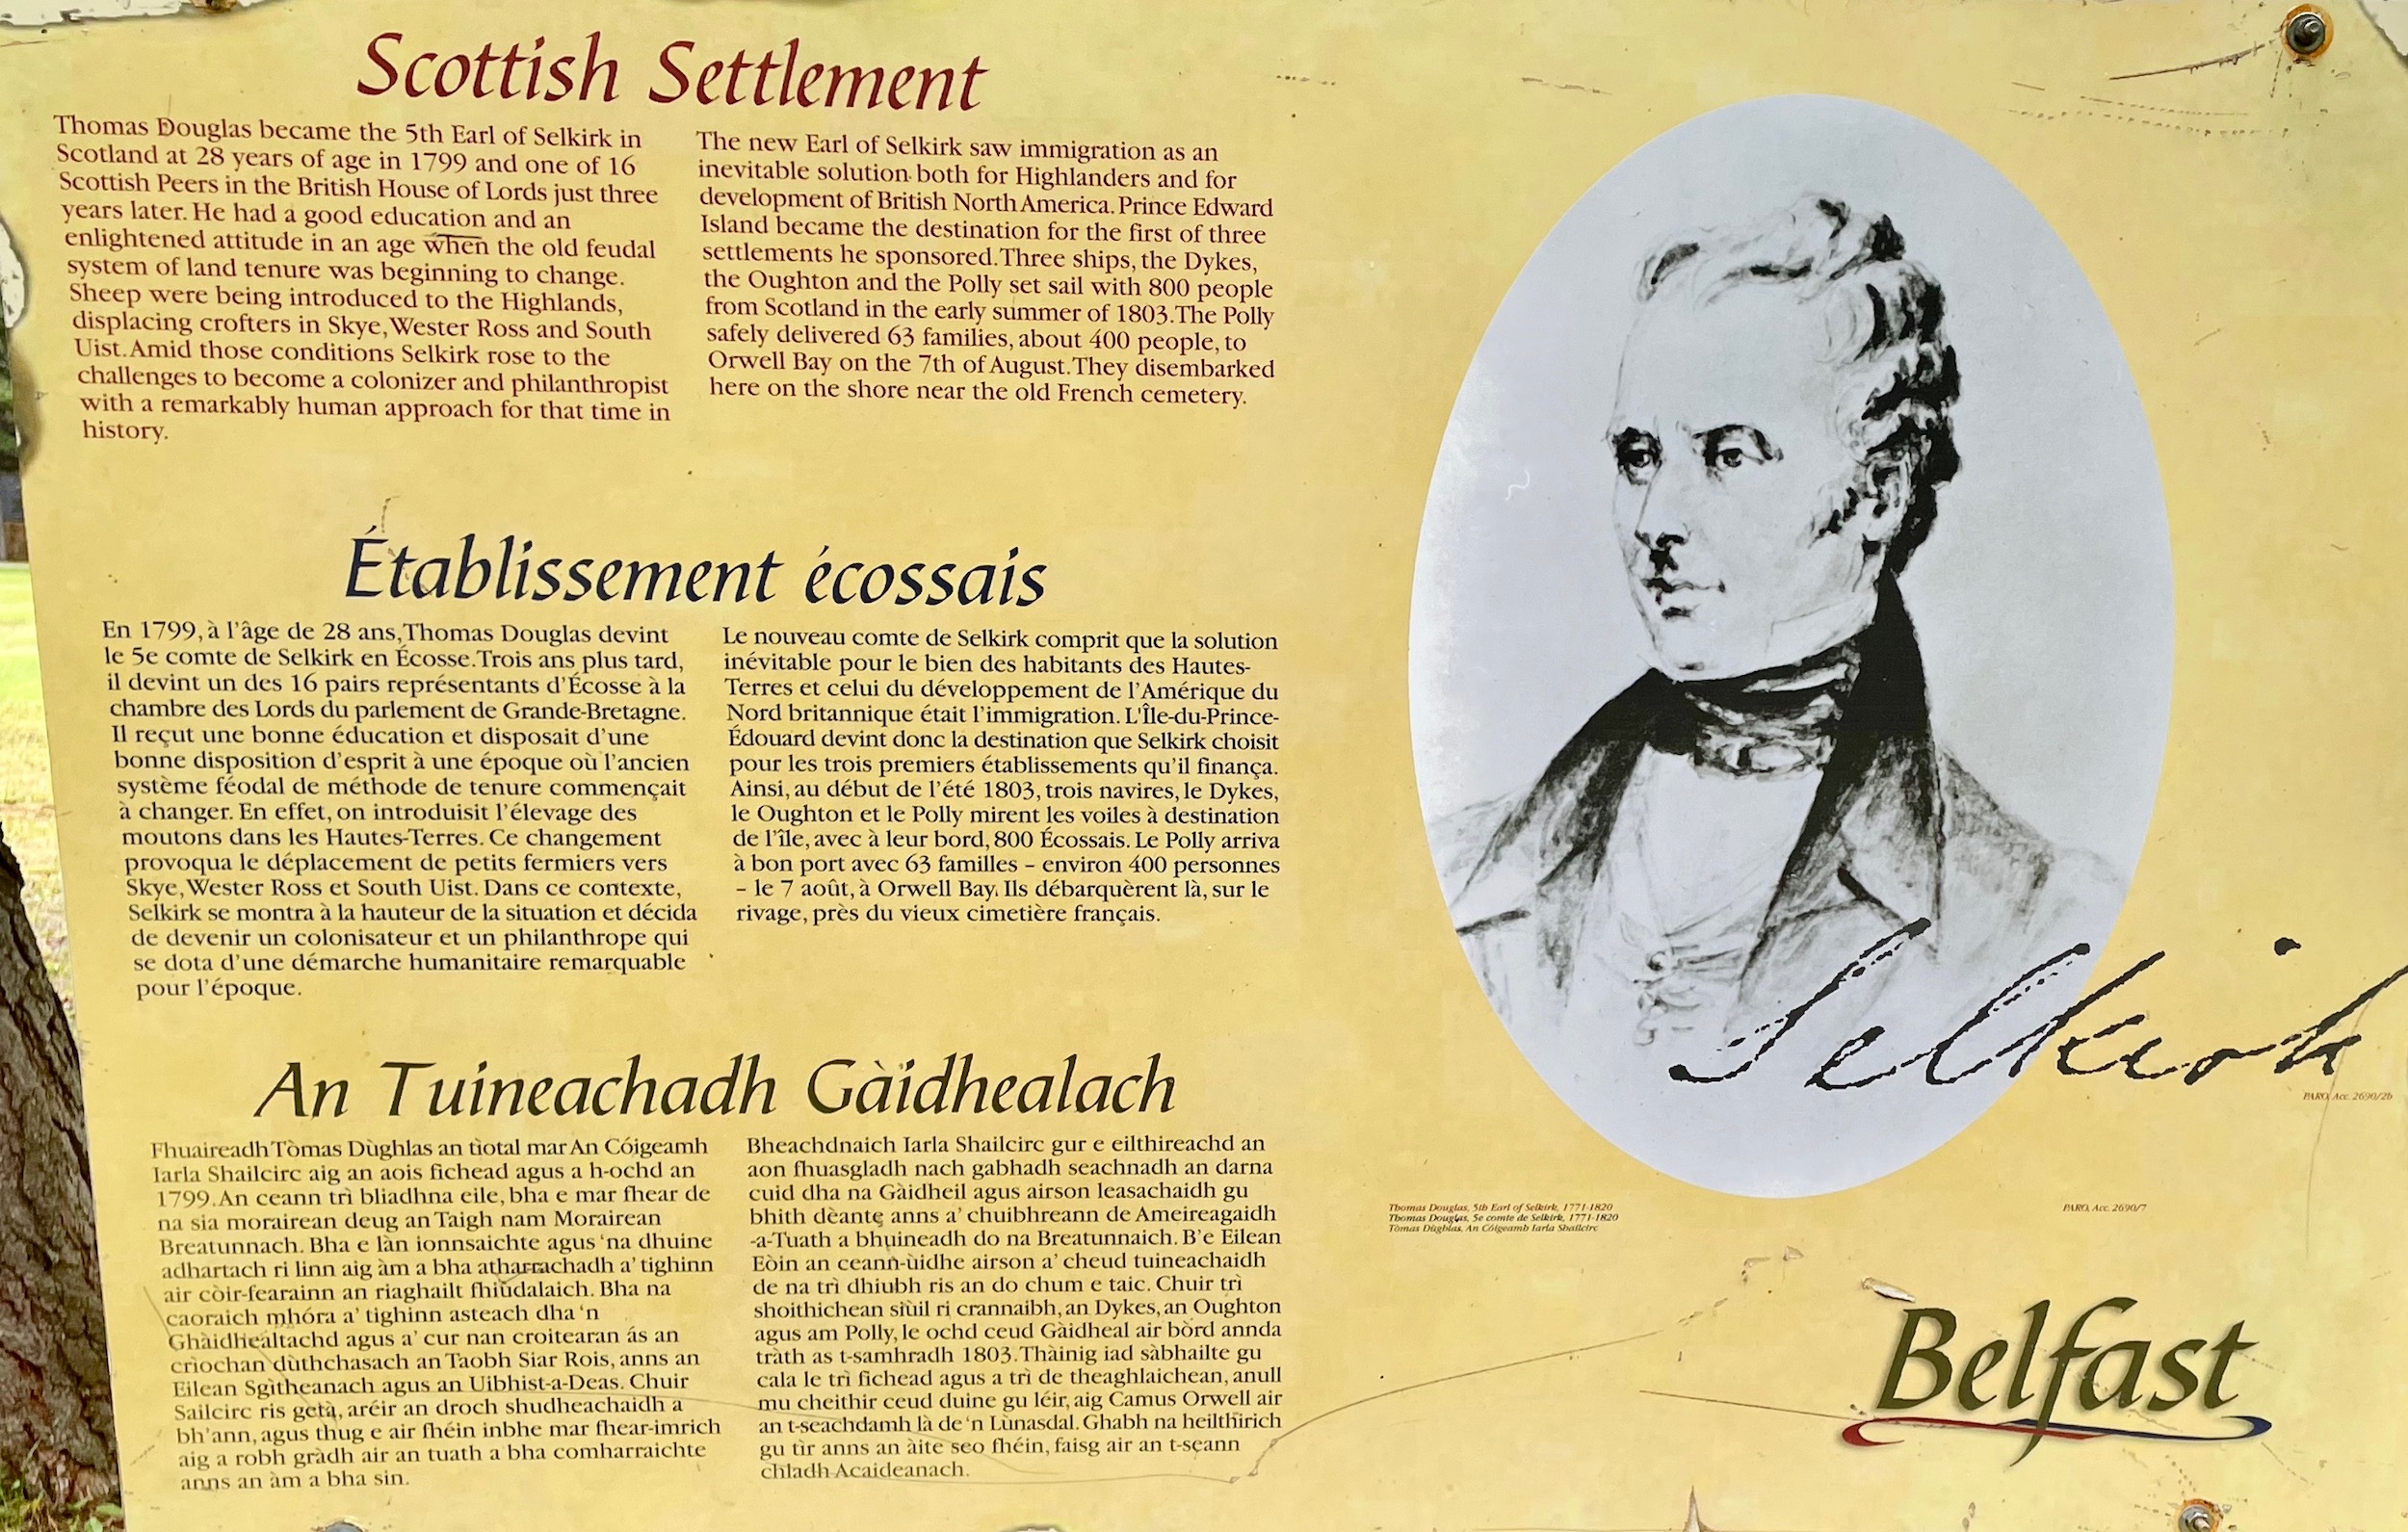 Scottish Settlement
Thomas Douglas became the 5th Earl of Selkirk in
Scotland at 28 years of age in 1799 and one of 16
Scottish Peers in the British House of Lords just three
years later. He had a good education and an
enlightened attitude in an age when the old feudal
system of land tenure was beginning to change.
Sheep were being introduced to the Highlands,
displacing crofters in Skye, Wester Ross and South
Uist. Amid those conditions Selkirk rose to the
challenges to become a colonizer and philanthropist
with a remarkably human approach for that time in
history.
The new Earl of Selkirk saw immigration as an
inevitable solution both for Highlanders and for
development of British North America. Prince Edward
Island became the destination for the first of three
settlements he sponsored. Three ships, the Dykes,
the Oughton and the Polly set sail with 800 people
from Scotland in the early summer of 1803. The Polly
safely delivered 63 families, about 400 people, to
Orwell Bay on the 7th of August. They disembarked
here on the shore near the old French cemetery.
Établissement écossais
En 1799, à l'âge de 28 ans, Thomas Douglas devint
le 5e comte de Selkirk en Écosse. Trois ans plus tard,
il devint un des 16 pairs représentants d'Écosse à la
chambre des Lords du parlement de Grande-Bretagne.
Il reçut une bonne éducation et disposait d'une
bonne disposition d'esprit à une époque où l'ancien
système féodal de méthode de tenure commençait
à changer. En effet, on introduisit l'élevage des
moutons dans les Hautes-Terres. Ce changement
provoqua le déplacement de petits fermiers vers
Skye, Wester Ross et South Uist. Dans ce contexte,
Selkirk se montra à la hauteur de la situation et décida
de devenir un colonisateur et un philanthrope qui
se dota d'une démarche humanitaire remarquable
pour l'époque.
Le nouveau comte de Selkirk comprit que la solution
inévitable pour le bien des habitants des Hautes-
Terres et celui du développement de l'Amérique du
Nord britannique était l'immigration. L'Île-du-Prince-
Édouard devint donc la destination que Selkirk choisit
pour les trois premiers établissements qu'il finança.
Ainsi, au début de l'été 1803, trois navires, le Dykes,
le Oughton et le Polly mirent les voiles à destination
de l'île, avec à leur bord, 800 Écossais. Le Polly arriva
à bon port avec 63 familles – environ 400 personnes
– le 7 août, à Orwell Bay. Ils débarquèrent là, sur le
rivage, près du vieux cimetière français.
An Tuineachadh Gàidhealach
Fhuaireadh Tòmas Dùghlas an tìotal mar An Cóigeamh
Iarla Shailcirc aig an aois fichead agus a h-ochd an
1799. An ceann trì bliadhna eile, bha e mar fhear de
na sia morairean deug an Taigh nam Morairean
Breatunnach. Bha e làn ionnsaichte agus 'na dhuine
adhartach ri linn aig àm a bha atharrachadh a' tighinn
air còir-fearainn an riaghailt fhiùdalaich. Bha na
caoraich mhóra a' tighinn asteach dha 'n
Ghàidhealtachd agus a' cur nan croitearan ás an
crìochan dùthchasach an Taobh Siar Rois, anns an
Eilean Sgìtheanach agus an Uibhist-a-Deas. Chuir
Sailcirc ris getà, aréir an droch shudheachaidh a
bh'ann, agus thug e air fhéin inbhe mar fhear-imrich
aig a robh gràdh air an tuath a bha comharraichte
anns an àm a bha sin.
Bheachdnaich Iarla Shailcirc gur e eilthireachd an
aon fhuasgladh nach gabhadh seachnadh an darna
cuid dha na Gàidheil agus airson leasachaidh gu
bhith dèante anns a' chuibhreann de Ameireagaidh
-a-Tuath a bhuineadh do na Breatunnaich. B'e Eilean
Eòin an ceann-ùidhe airson a' cheud tuineachaidh
de na trì dhiubh ris an do chum e taic. Chuir trì
shoithichean siùil ri crannaibh, an Dykes, an Oughton
agus am Polly, le ochd ceud Gàidheal air bòrd annda
tràth as t-samhradh 1803. Thàinig iad sàbhailte gu
cala le trì fichead agus a trì de theaghlaichean, anull
mu cheithir ceud duine gu léir, aig Camus Orwell air
an t-seachdamh là de 'n Lùnasdal. Ghabh na heilthirich
gu tìr anns an àite seo fhéin, faisg air an t-seann
chladh Acaideanach.
Selkirk
PARO, Acc. 2690/2b
Thomas Douglas, 5th Earl of Selkirk, 1771-1820
Thomas Douglas, 5e comte de Selkirk, 1771-1820
Tòmas Dùghlas, An Cóigeamh Iarla Shailcirc
PARO, Acc. 2690/7
Belfast